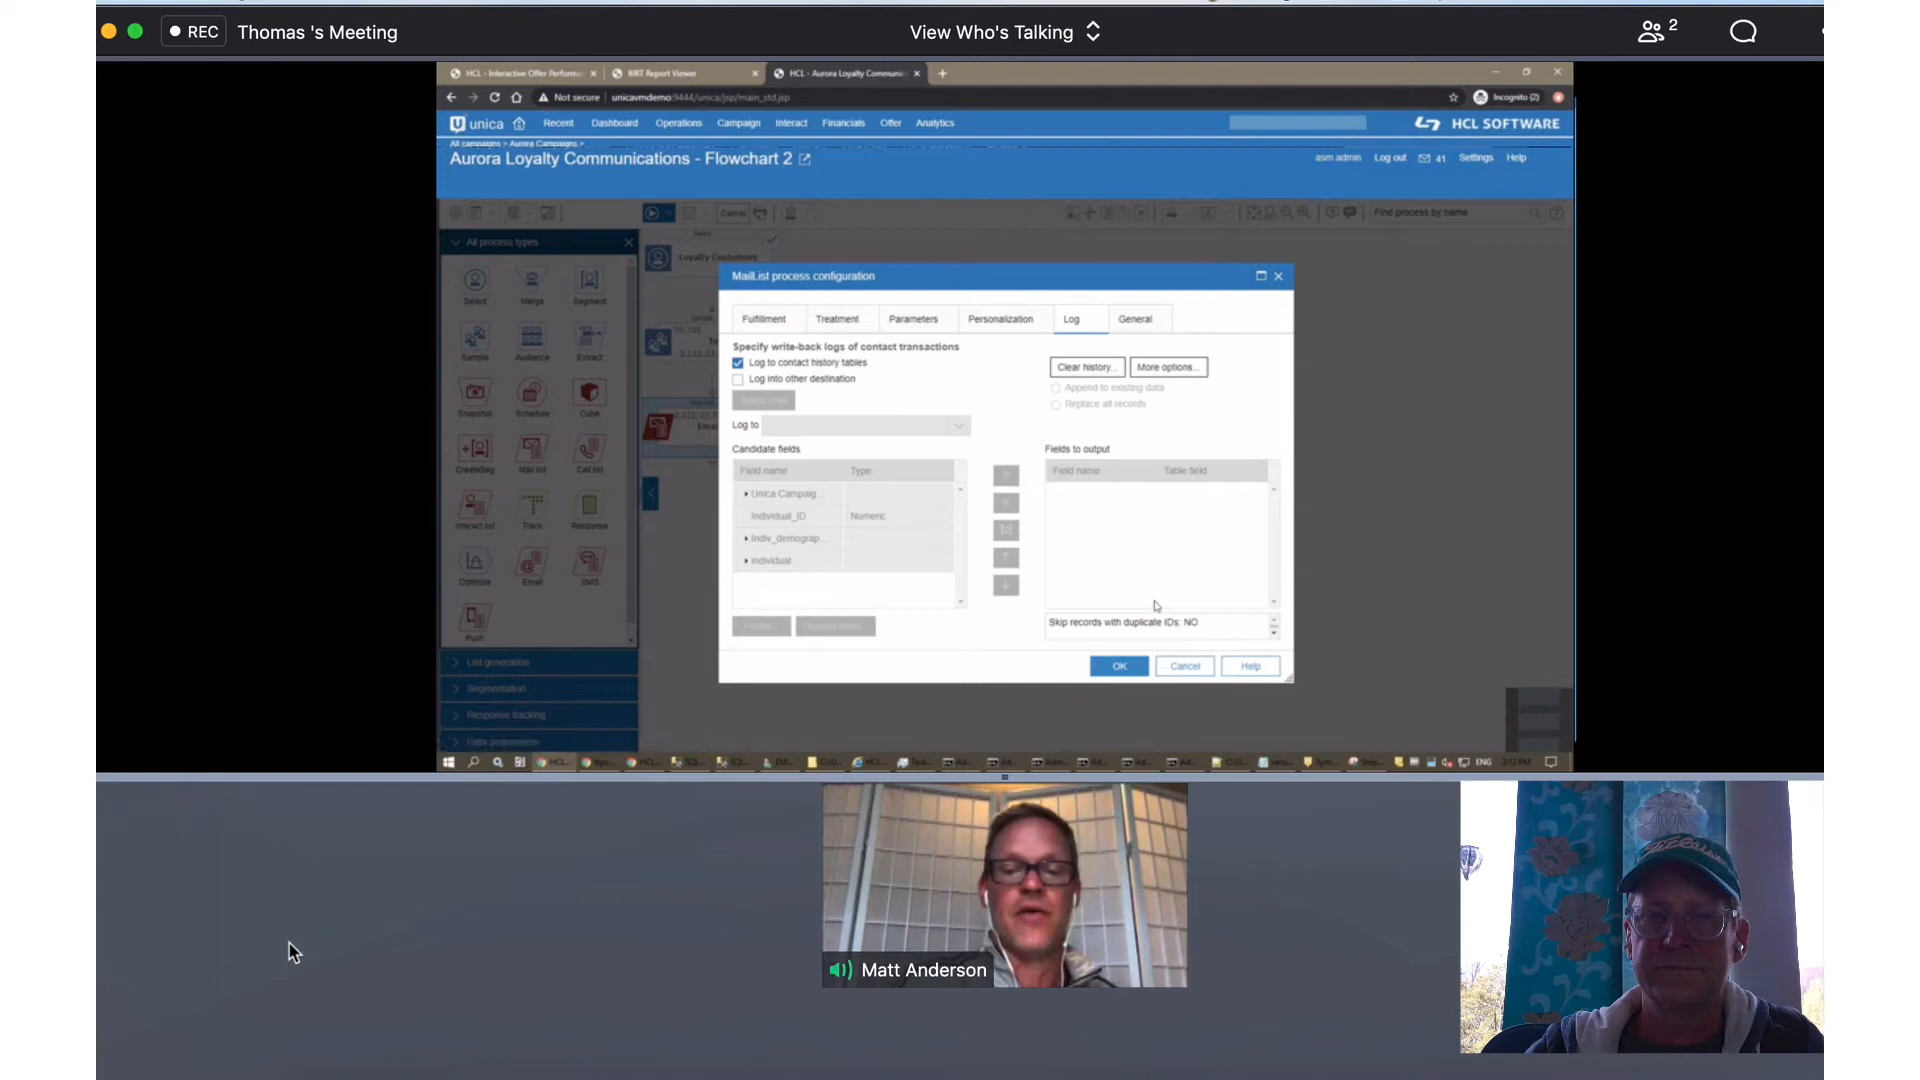 REC Thomas 's Meeting
View Who's Talking
2
HCL - Interactive Offer Performa
BIRT Report Viewer
HCL - Aurora Loyalty Communic
Not secure unicavmdemo:9444/unica/jsp/main_std.jsp
Incognito (2)
unica Recent Dashboard Operations Campaign Interact Financials Offer Analytics
HCL SOFTWARE
All campaigns > Aurora Campaigns >
Aurora Loyalty Communications - Flowchart 2
asm admin Log out 41 Settings Help
Cancel
Find process by name
All process types
Loyalty Customers
Select Merge Segment
Sample Audience Extract
Snapshot Schedule Cube
CreateSeg Mail list Call list
Interact list Track Response
Optimize Email SMS
Push
List generation
Segmentation
Response tracking
MailList process configuration
Fulfillment Treatment Parameters Personalization Log General
Specify write-back logs of contact transactions
Log to contact history tables
Log into other destination
Clear history... More options...
Append to existing data
Replace all records
Log to
Candidate fields
Field name Type
Unica Campaig...
Individual_ID Numeric
Indiv_demograp...
Individual
Fields to output
Field name Table field
Skip records with duplicate IDs: NO
OK Cancel Help
ENG 3:12 PM
Matt Anderson